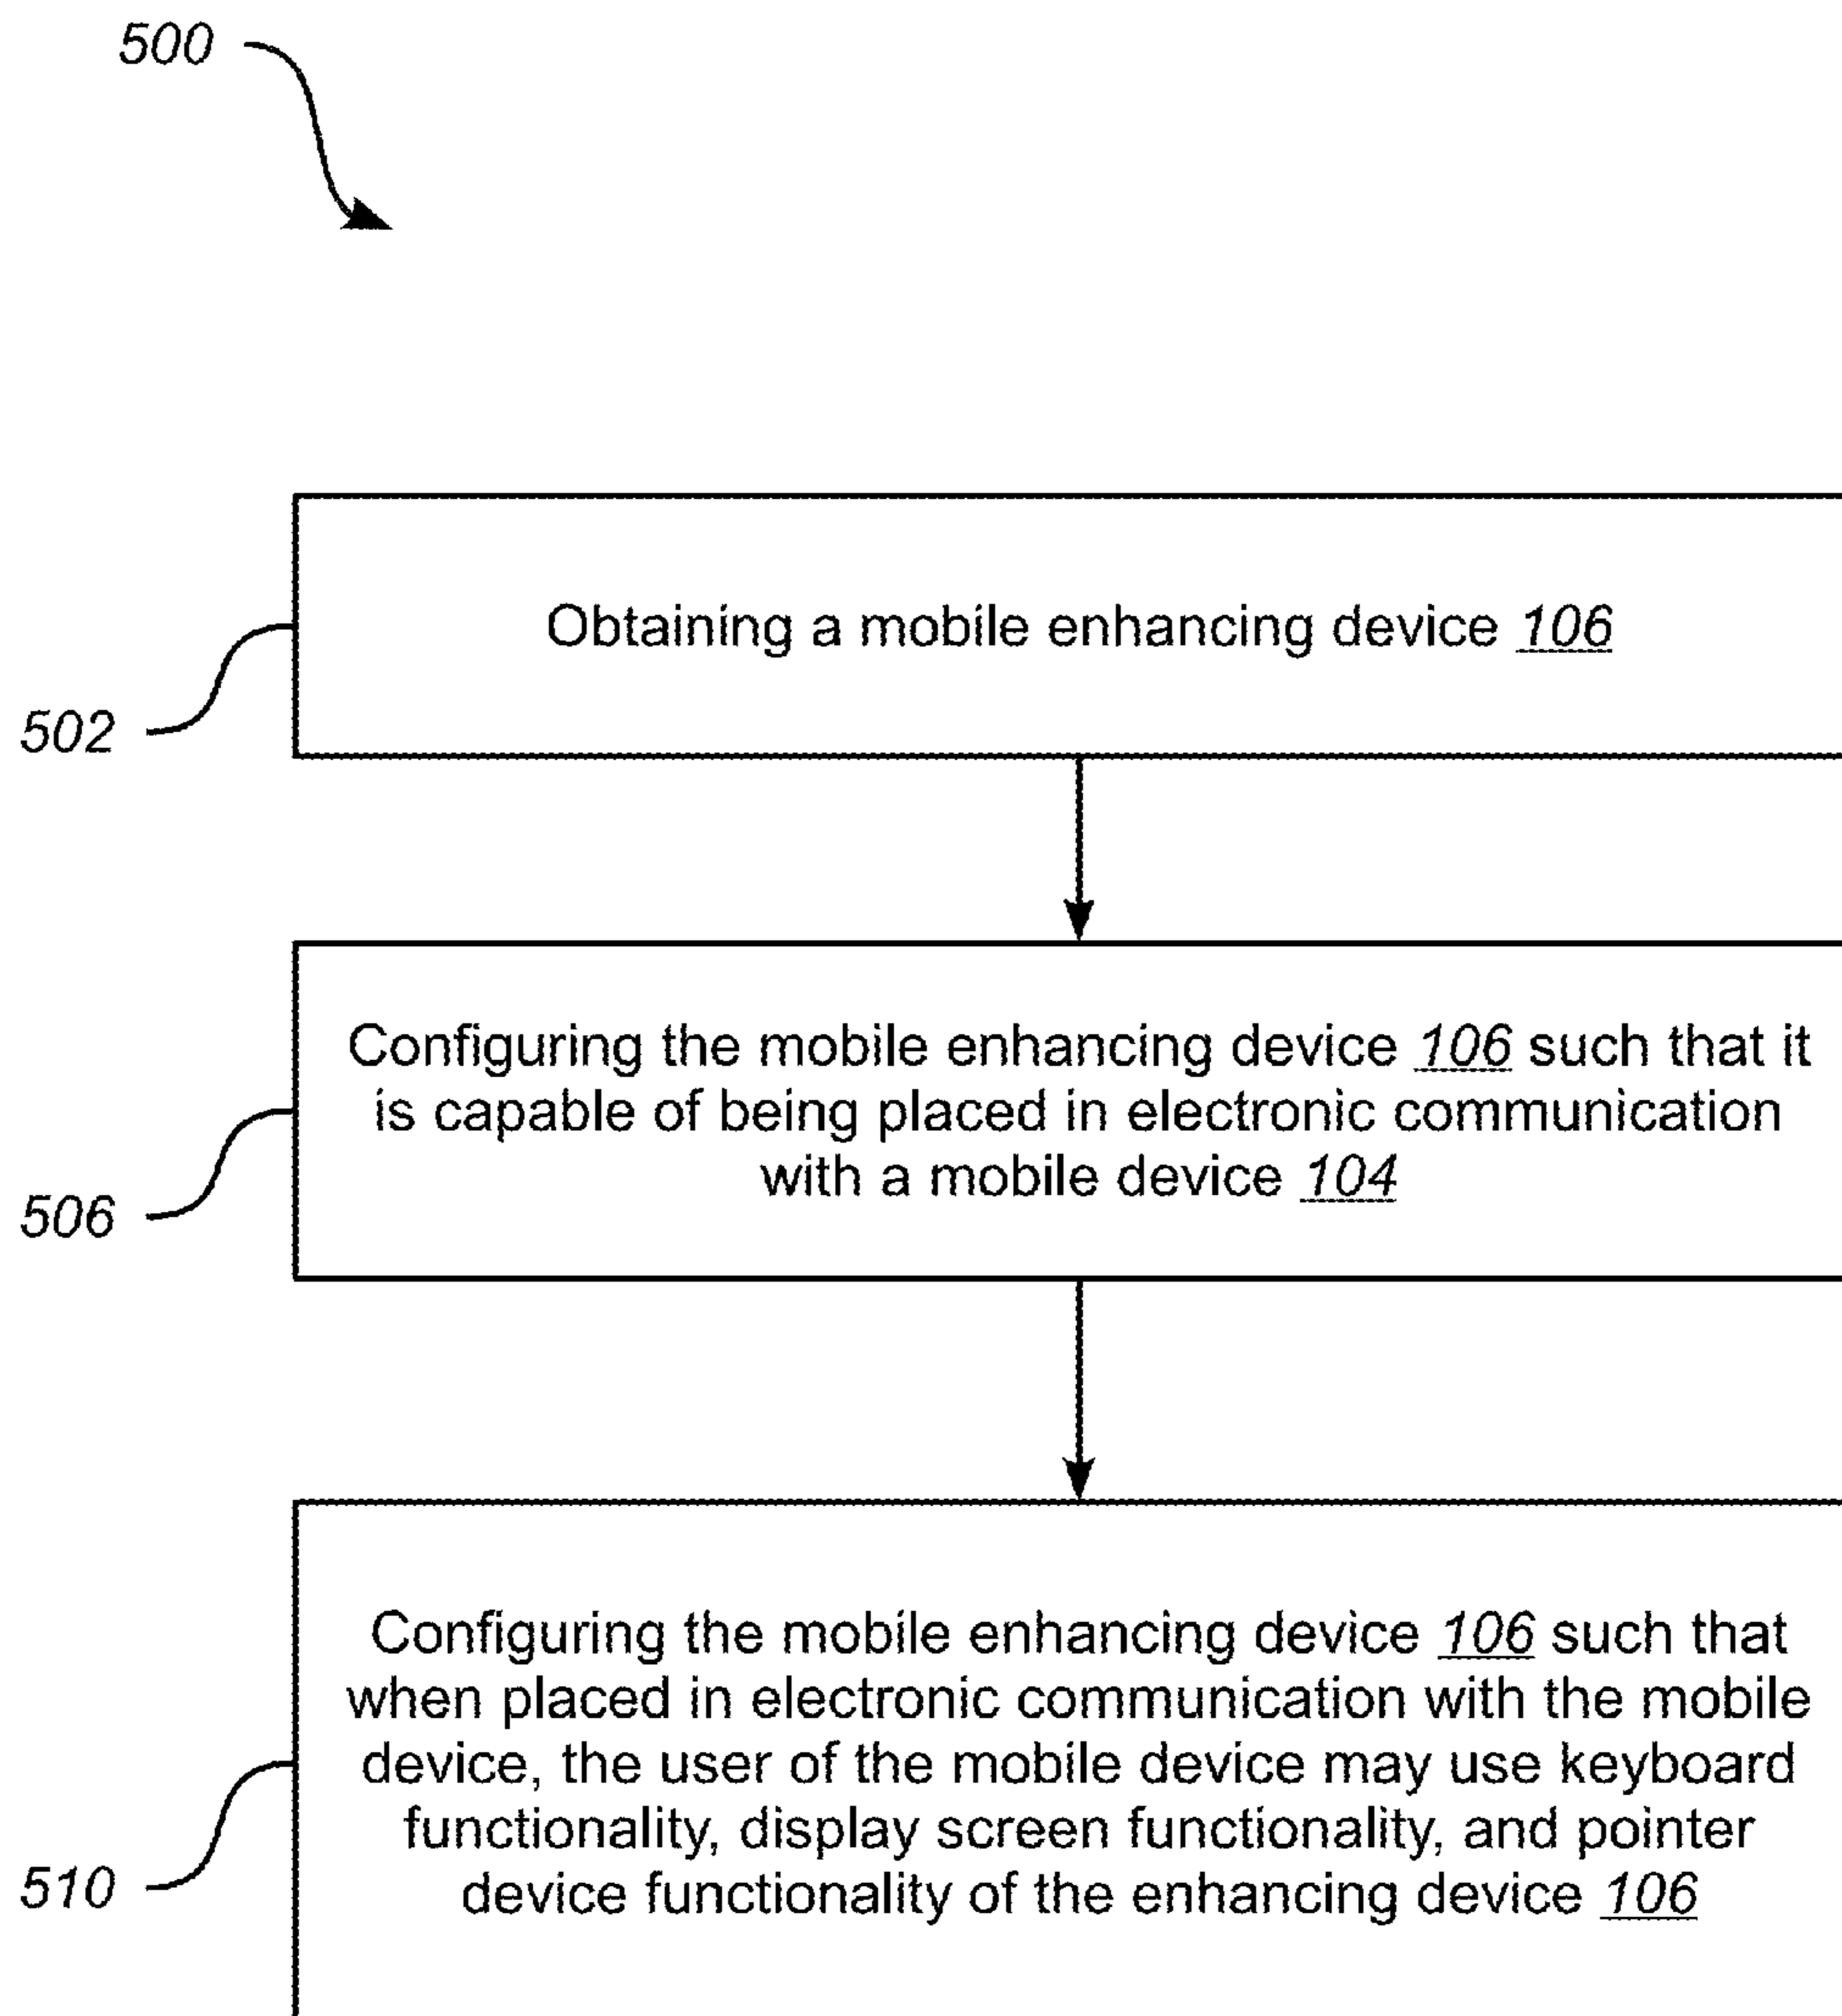 500
Obtaining a mobile enhancing device 106
502
Configuring the mobile enhancing device 106 such that it
is capable of being placed in electronic communication
with a mobile device 104
506
Configuring the mobile enhancing device 106 such that
when placed in electronic communication with the mobile
device, the user of the mobile device may use keyboard
functionality, display screen functionality, and pointer
device functionality of the enhancing device 106
510